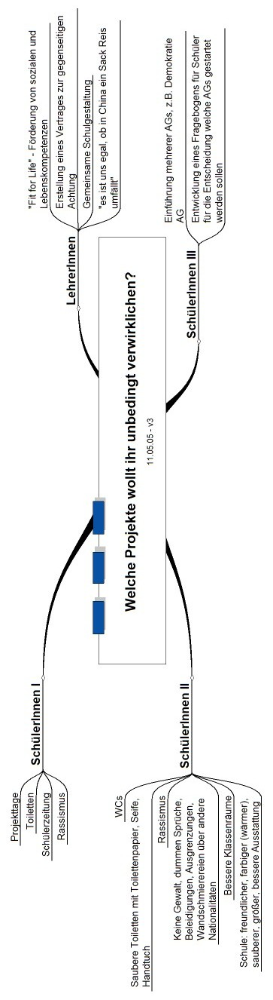 Welche Projekte wollt ihr unbedingt verwirklichen?
11.05.05 - v3
SchülerInnen I
Projekttage
Toiletten
Schülerzeitung
Rassismus
SchülerInnen II
WCs
Saubere Toiletten mit Toilettenpapier, Seife,
Handtuch
Rassismus
Keine Gewalt, dummen Sprüche,
Beleidigungen, Ausgrenzungen,
Wandschmierereien über andere
Nationalitäten
Bessere Klassenräume
Schule: freundlicher, farbiger (wärmer),
sauberer, größer, bessere Ausstattung
LehrerInnen
"Fit for Life" - Förderung von sozialen und
Lebenskompetenzen
Erstellung eines Vertrages zur gegenseitigen
Achtung
Gemeinsame Schulgestaltung
"es ist uns egal, ob in China ein Sack Reis
umfällt"
SchülerInnen III
Einführung mehrerer AGs, z.B. Demokratie
AG
Entwicklung eines Fragebogens für Schüler
für die Entscheidung welche AGs gestartet
werden sollen